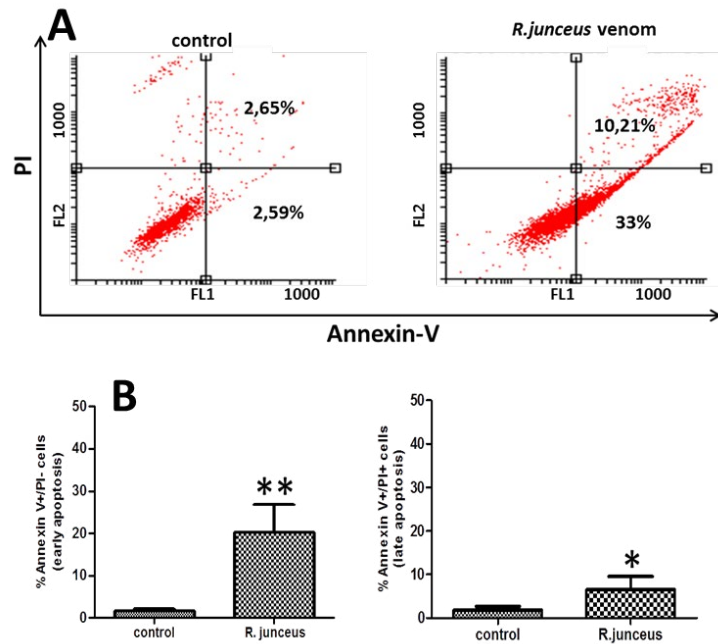 A
control
R.junceus venom
PI
1000
FL2
2,65%
2,59%
FL1
1000
1000
FL2
10,21%
33%
FL1
1000
Annexin-V
B
% Annexin V+/PI- cells
(early apoptosis)
50
40
30
20
10
0
**
control
R. junceus
% Annexin V+/PI+ cells
(late apoptosis)
50
40
30
20
10
0
*
control
R.junceus